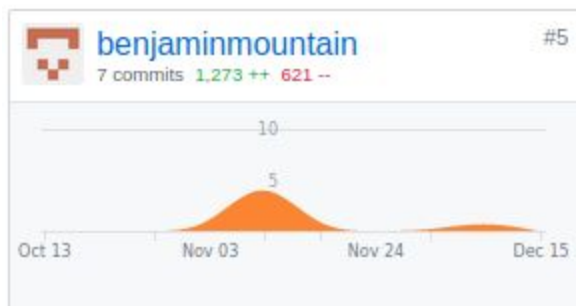 benjaminmountain
#5
7 commits 1,273 ++ 621 --
10
5
Oct 13 Nov 03 Nov 24 Dec 15